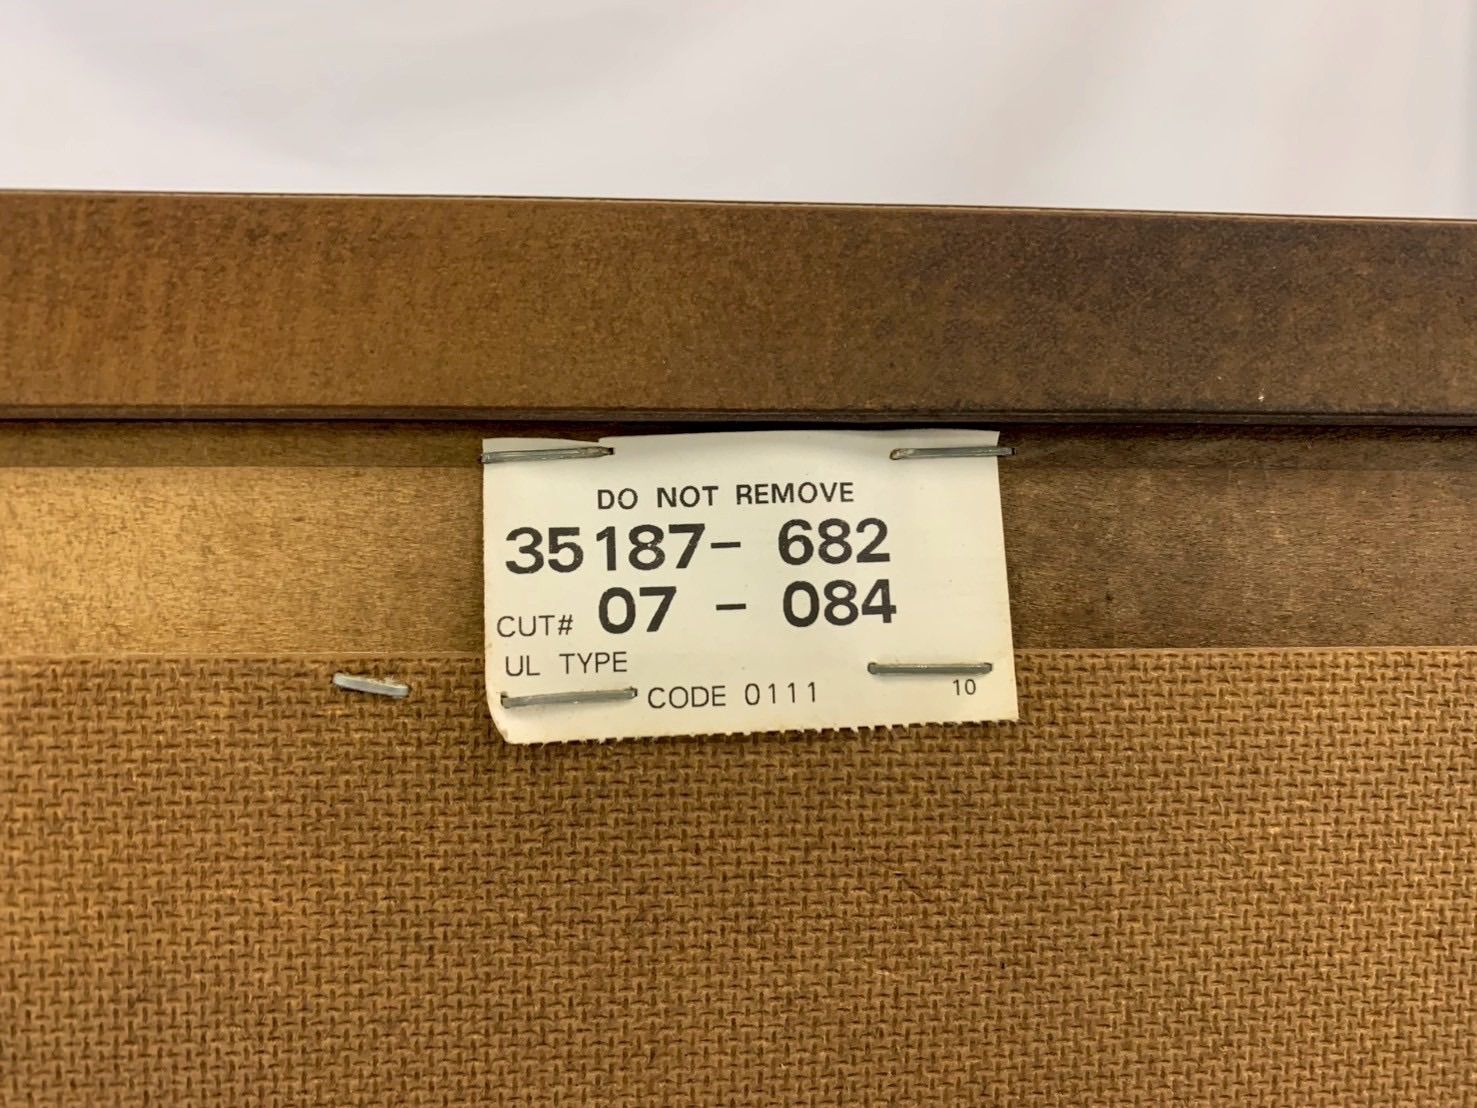 DO NOT REMOVE
35187- 682
CUT# 07 - 084
UL TYPE
CODE 0111 10